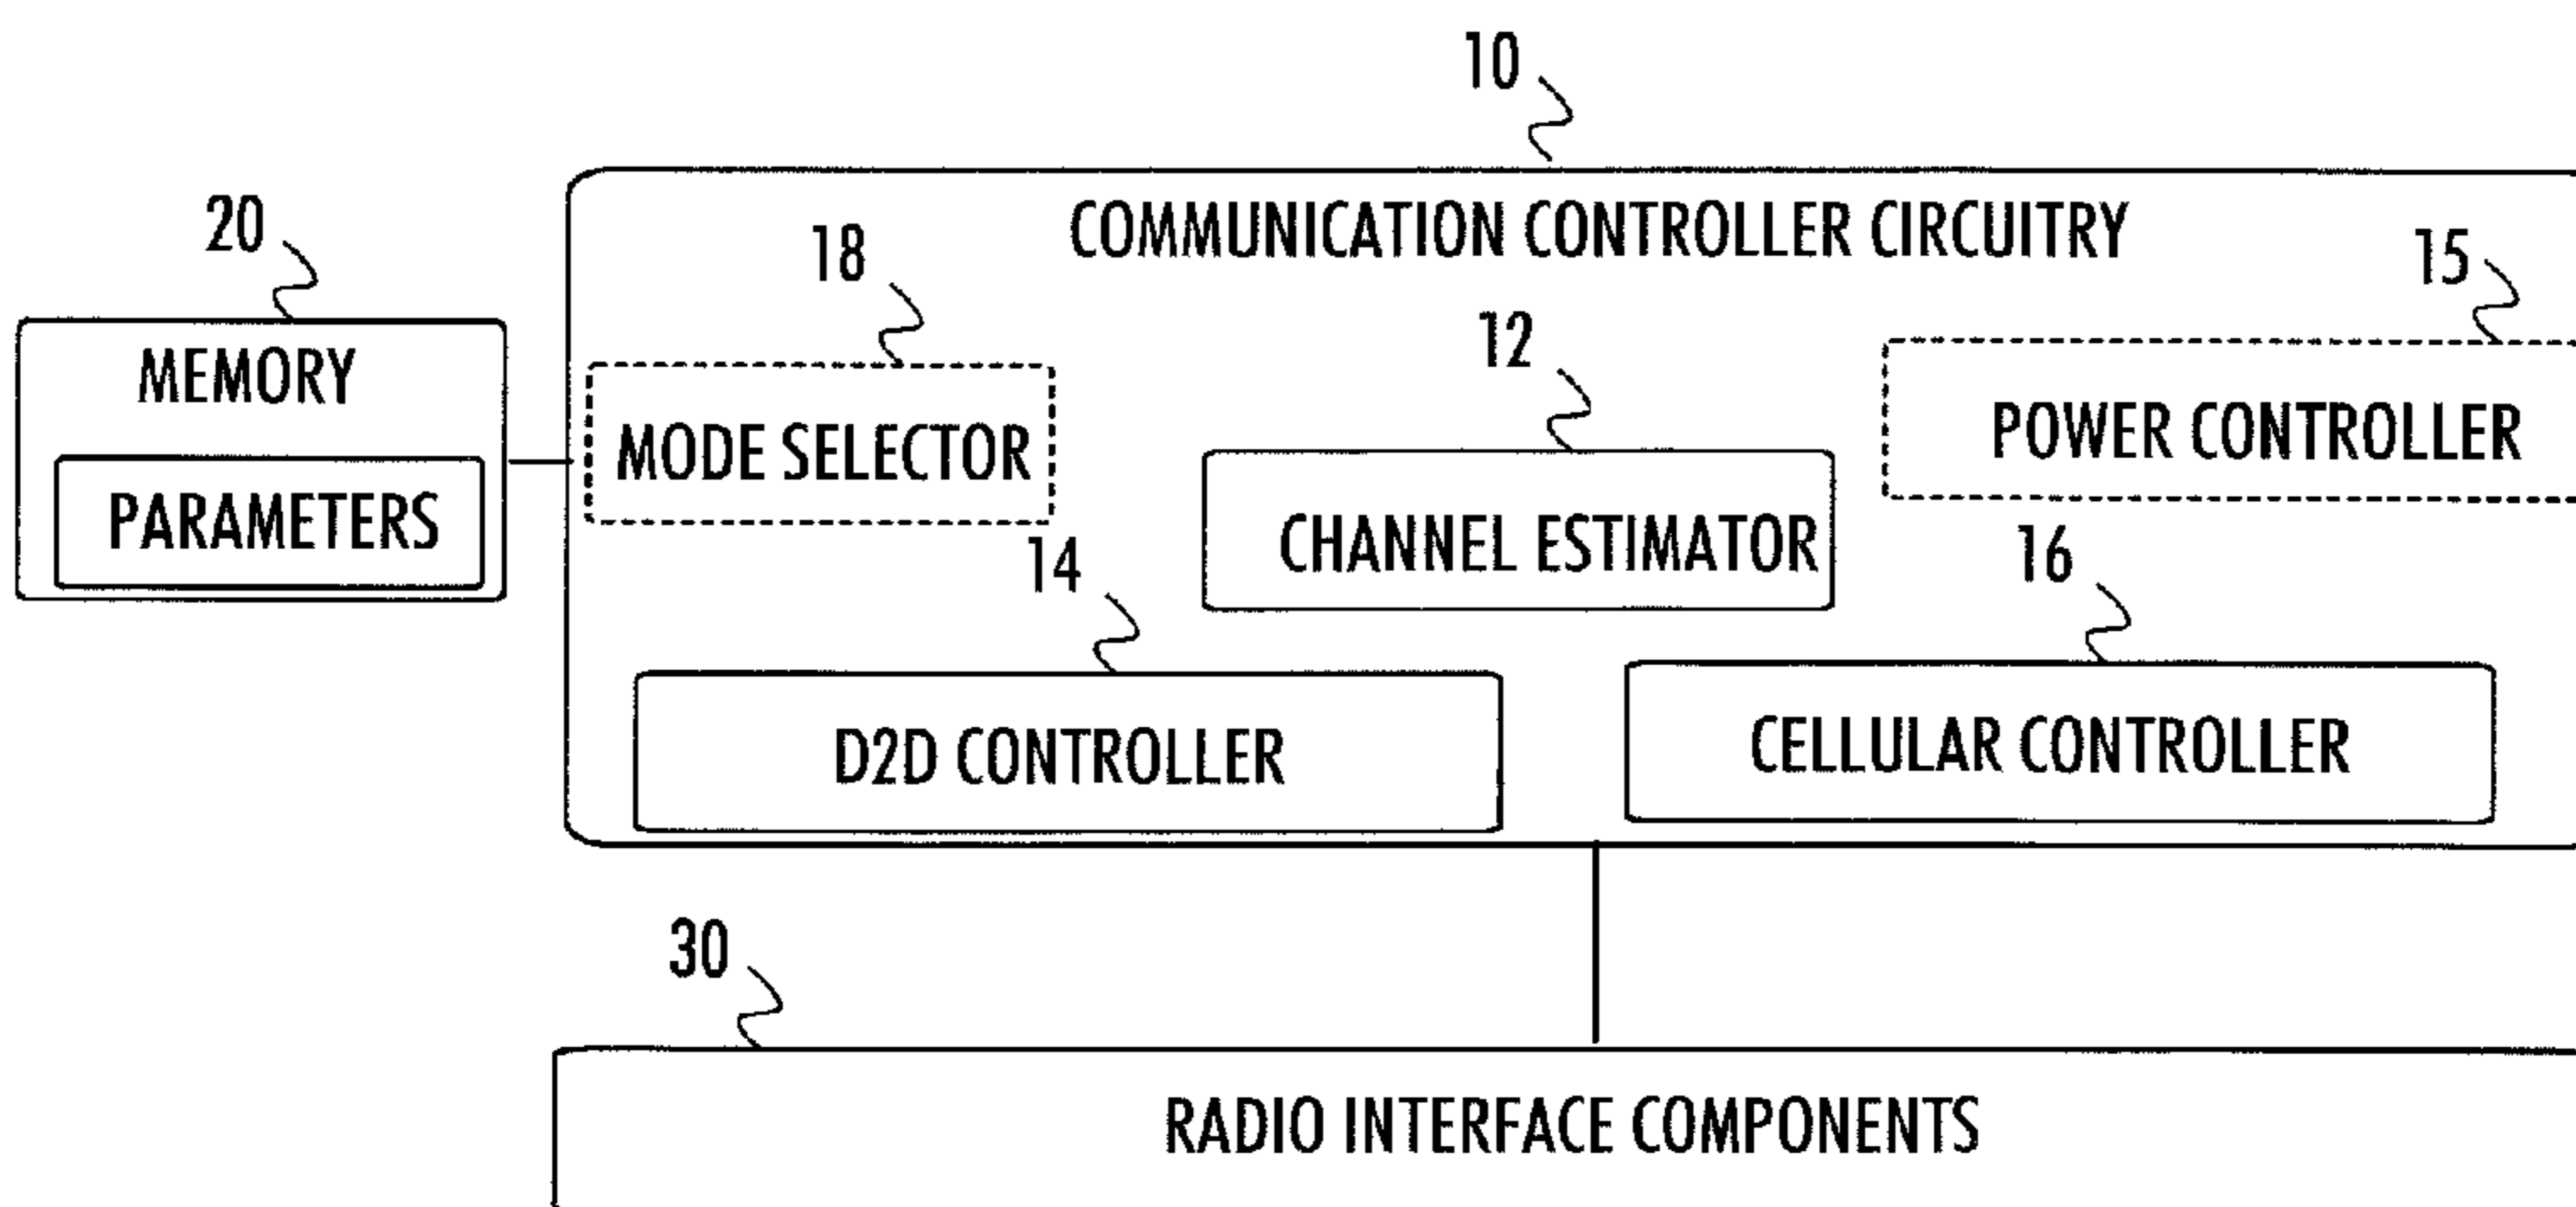 10
COMMUNICATION CONTROLLER CIRCUITRY
20
18
15
MEMORY
12
MODE SELECTOR
POWER CONTROLLER
PARAMETERS
CHANNEL ESTIMATOR
14
16
D2D CONTROLLER
CELLULAR CONTROLLER
30
RADIO INTERFACE COMPONENTS